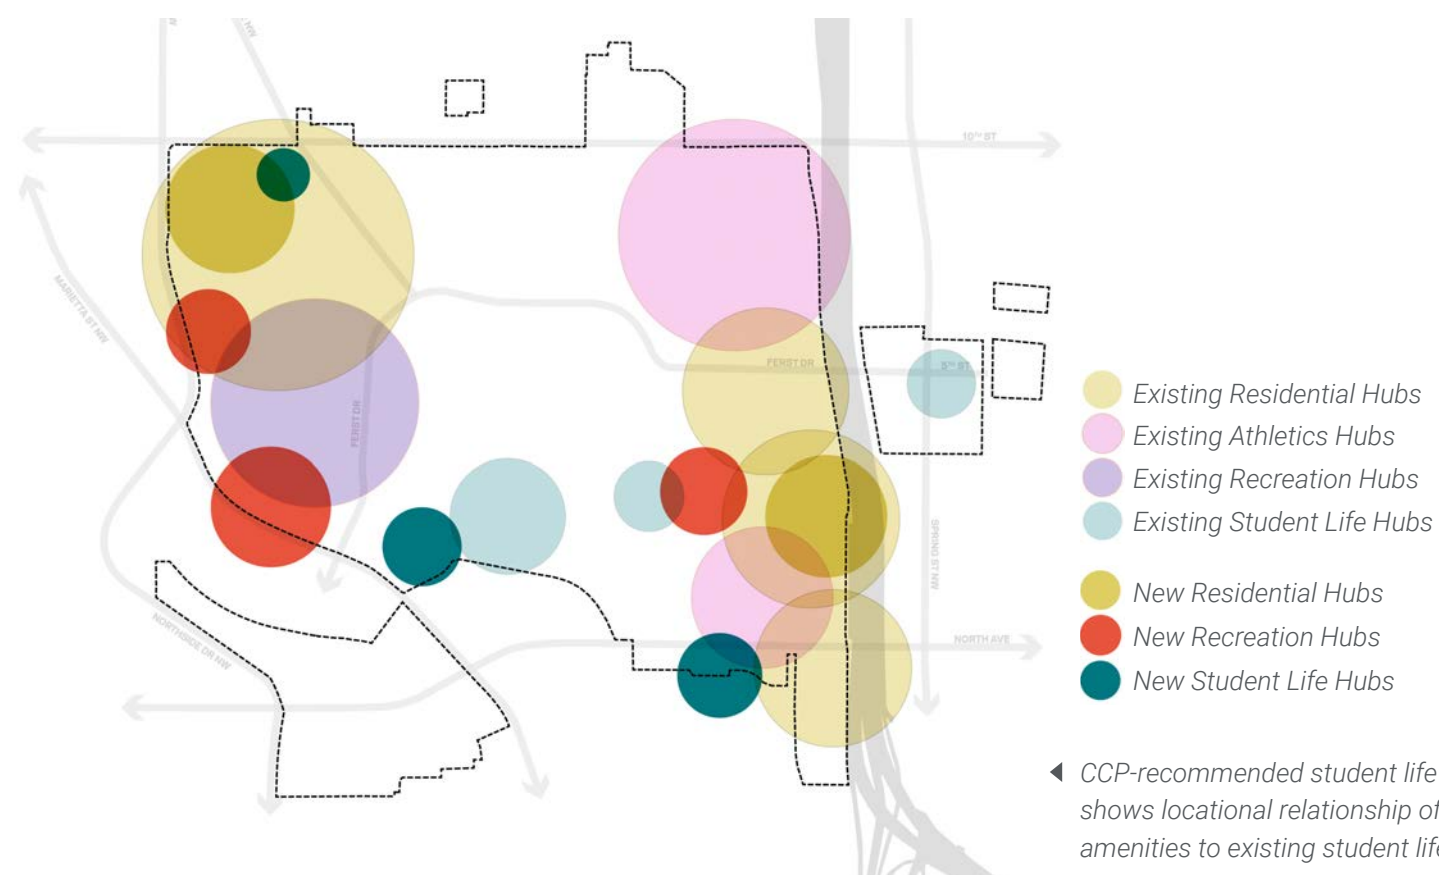 NW
10TH ST
MARIETTA ST NW
FERST DR
5TH ST
FERST DR
SPRING ST NW
NORTHSIDE DR NW
NORTH AVE
Existing Residential Hubs
Existing Athletics Hubs
Existing Recreation Hubs
Existing Student Life Hubs
New Residential Hubs
New Recreation Hubs
New Student Life Hubs
CCP-recommended student life
shows locational relationship of
amenities to existing student